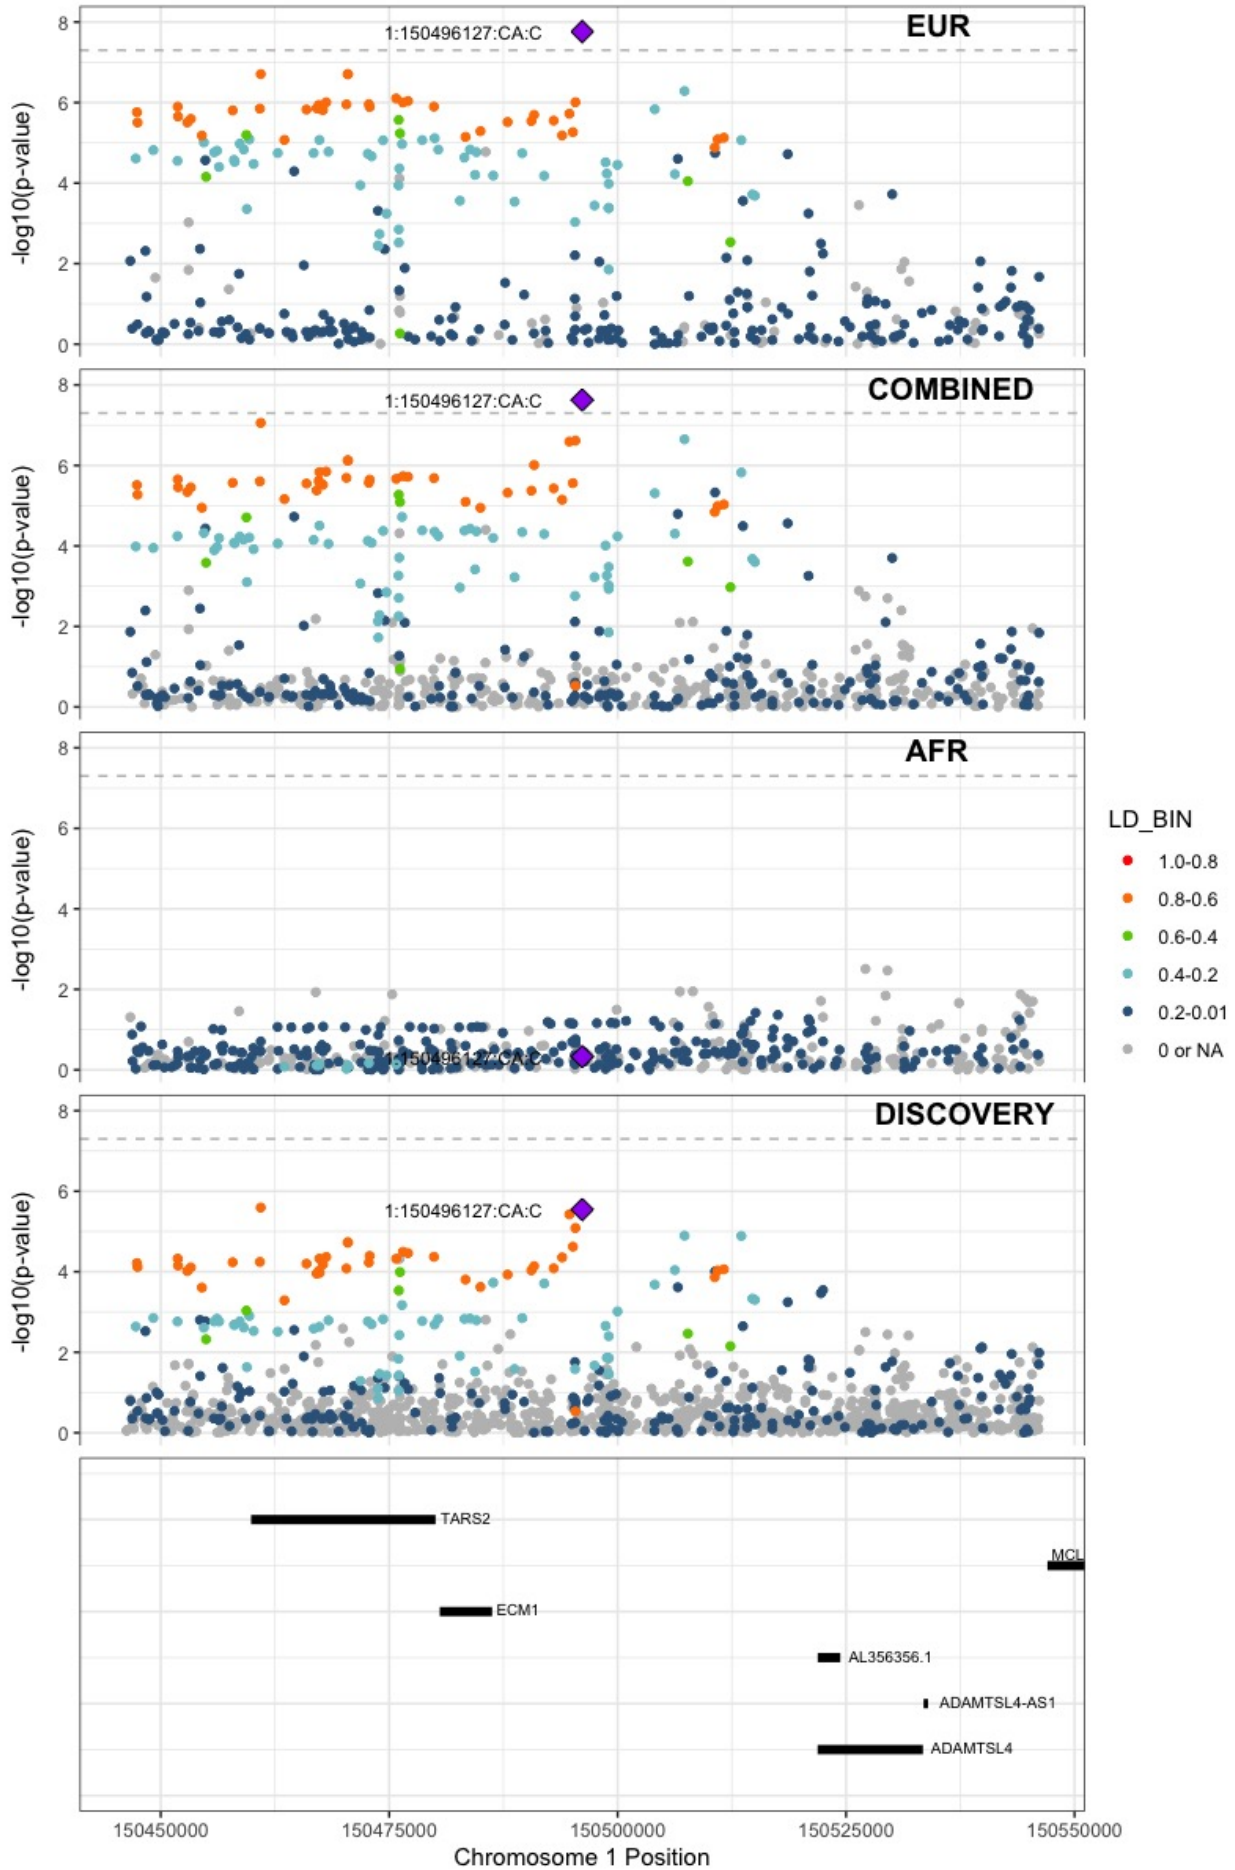 EUR
1:150496127:CA:C
-log10(p-value)
8
6
4
2
0
COMBINED
1:150496127:CA:C
-log10(p-value)
8
6
4
2
0
AFR
1:150496127:CA:C
-log10(p-value)
8
6
4
2
0
DISCOVERY
1:150496127:CA:C
-log10(p-value)
8
6
4
2
0
LD_BIN
1.0-0.8
0.8-0.6
0.6-0.4
0.4-0.2
0.2-0.01
0 or NA
TARS2
MCL
ECM1
AL356356.1
ADAMTSL4-AS1
ADAMTSL4
150450000 150475000 150500000 150525000 150550000
Chromosome 1 Position